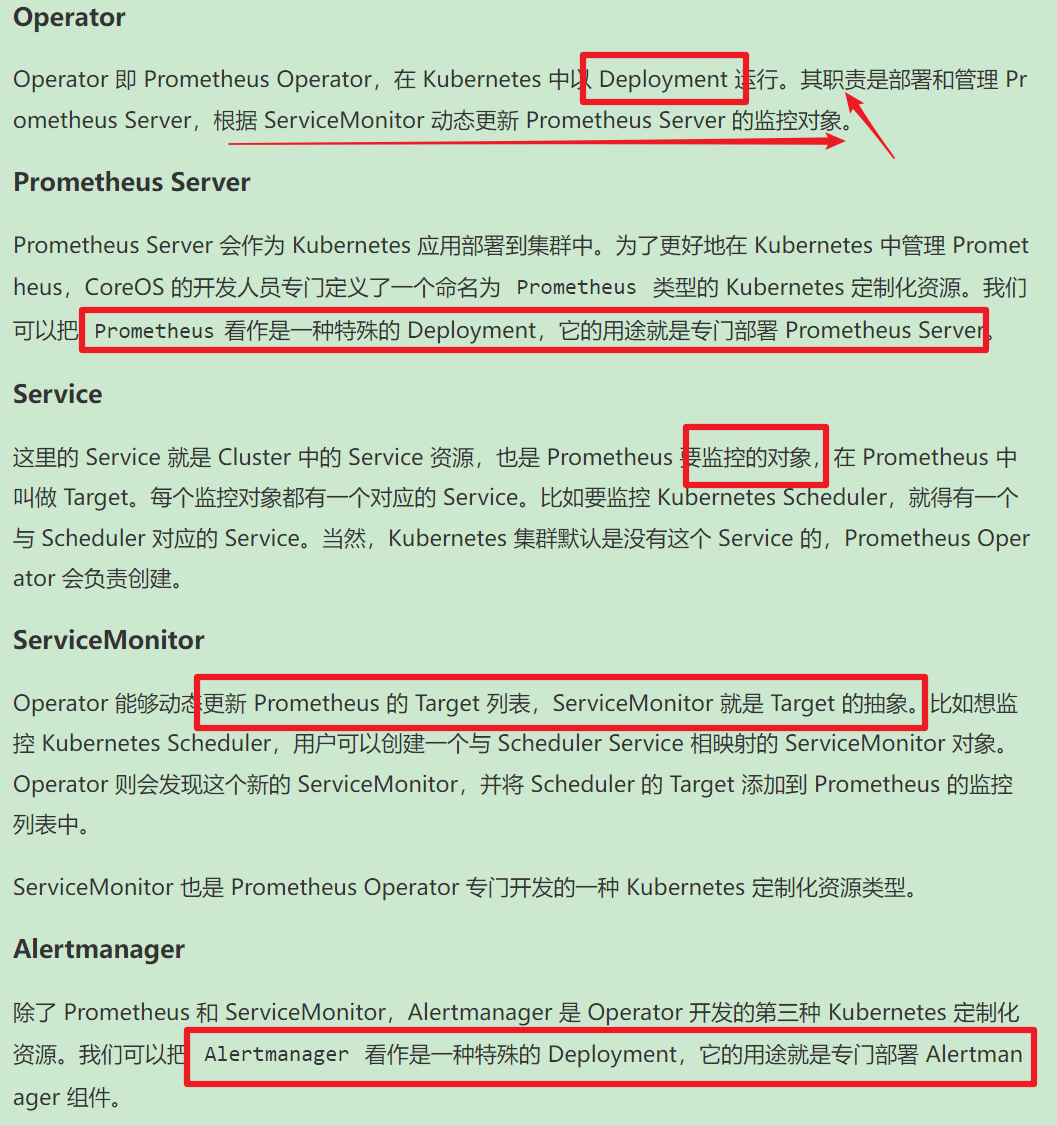 Operator
Operator 即 Prometheus Operator，在 Kubernetes 中以 Deployment 运行。其职责是部署和管理 Pr
ometheus Server，根据 ServiceMonitor 动态更新 Prometheus Server 的监控对象。
Prometheus Server
Prometheus Server 会作为 Kubernetes 应用部署到集群中。为了更好地在 Kubernetes 中管理 Promet
heus，CoreOS 的开发人员专门定义了一个命名为 Prometheus 类型的 Kubernetes 定制化资源。我们
可以把 Prometheus 看作是一种特殊的 Deployment，它的用途就是专门部署 Prometheus Server。
Service
这里的 Service 就是 Cluster 中的 Service 资源，也是 Prometheus 要监控的对象，在 Prometheus 中
叫做 Target。每个监控对象都有一个对应的 Service。比如要监控 Kubernetes Scheduler，就得有一个
与 Scheduler 对应的 Service。当然，Kubernetes 集群默认是没有这个 Service 的，Prometheus Oper
ator 会负责创建。
ServiceMonitor
Operator 能够动态更新 Prometheus 的 Target 列表，ServiceMonitor 就是 Target 的抽象。比如想监
控 Kubernetes Scheduler，用户可以创建一个与 Scheduler Service 相映射的 ServiceMonitor 对象。
Operator 则会发现这个新的 ServiceMonitor，并将 Scheduler 的 Target 添加到 Prometheus 的监控
列表中。
ServiceMonitor 也是 Prometheus Operator 专门开发的一种 Kubernetes 定制化资源类型。
Alertmanager
除了 Prometheus 和 ServiceMonitor，Alertmanager 是 Operator 开发的第三种 Kubernetes 定制化
资源。我们可以把 Alertmanager 看作是一种特殊的 Deployment，它的用途就是专门部署 Alertman
ager 组件。